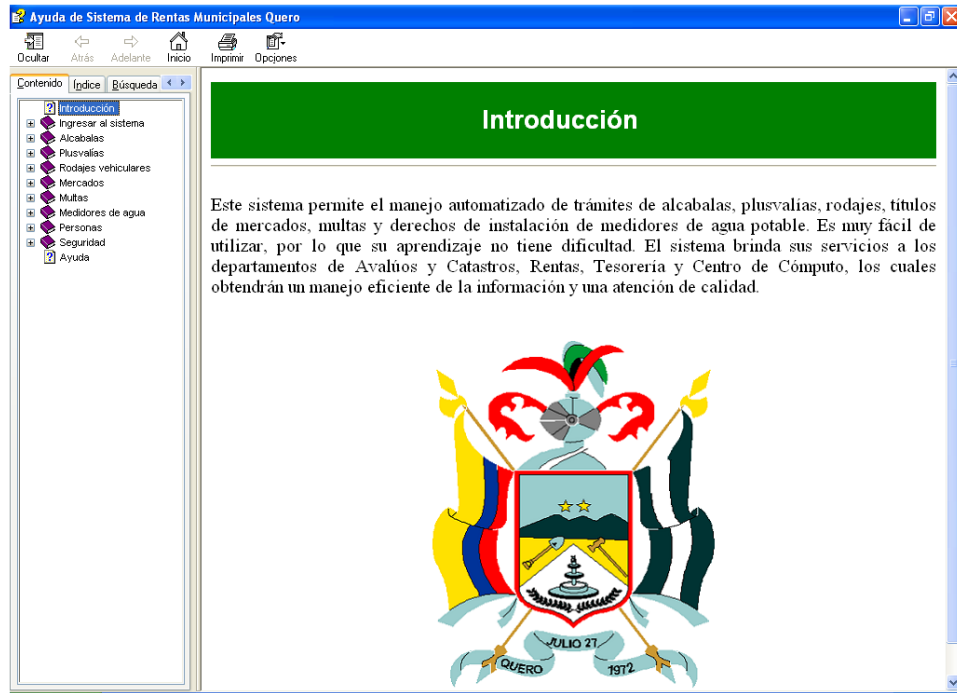 Ayuda de Sistema de Rentas Municipales Quero
Ocultar Atrás Adelante Inicio Imprimir Opciones
Contenido Índice Búsqueda
Introducción
Ingresar al sistema
Alcabalas
Plusvalías
Rodajes vehiculares
Mercados
Multas
Medidores de agua
Personas
Seguridad
Ayuda
Introducción
Este sistema permite el manejo automatizado de trámites de alcabalas, plusvalías, rodajes, títulos
de mercados, multas y derechos de instalación de medidores de agua potable. Es muy fácil de
utilizar, por lo que su aprendizaje no tiene dificultad. El sistema brinda sus servicios a los
departamentos de Avalúos y Catastros, Rentas, Tesorería y Centro de Cómputo, los cuales
obtendrán un manejo eficiente de la información y una atención de calidad.
JULIO 27
QUERO 1972